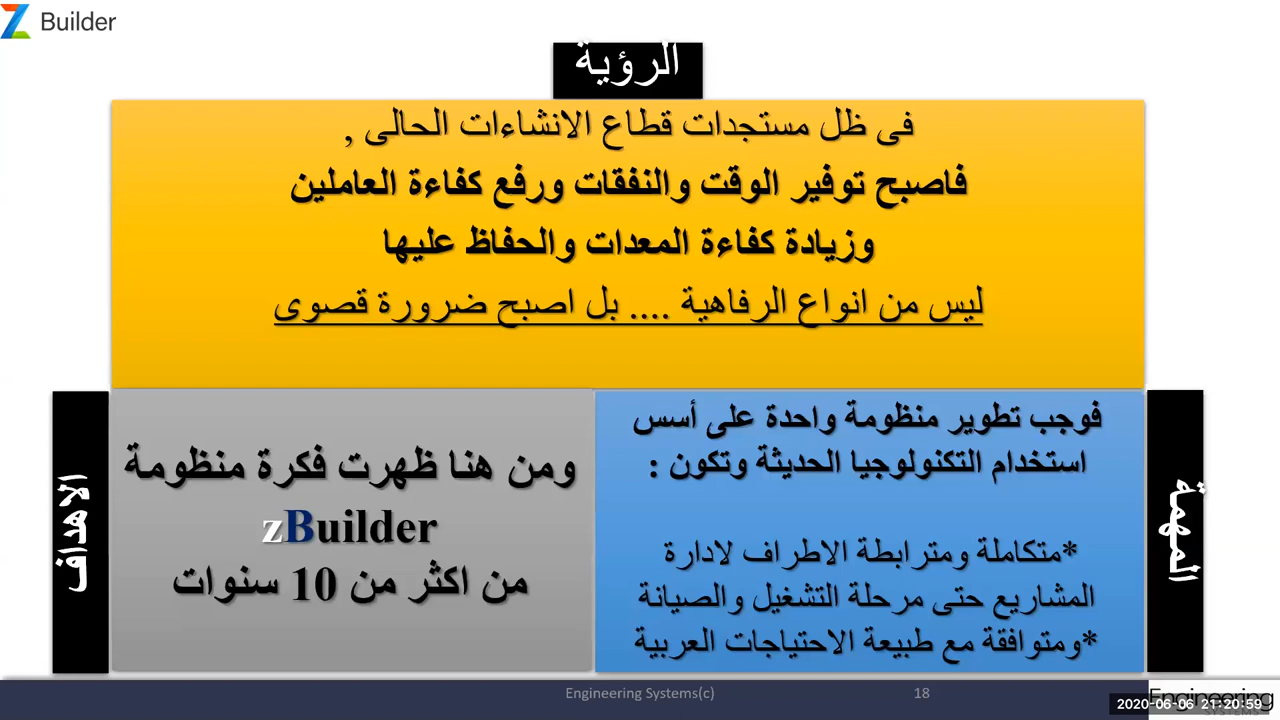 Z Builder
الرؤية
فى ظل مستجدات قطاع الانشاءات الحالى ,
فاصبح توفير الوقت والنفقات ورفع كفاءة العاملين
وزيادة كفاءة المعدات والحفاظ عليها
ليس من انواع الرفاهية .... بل اصبح ضرورة قصوى
المهمة
فوجب تطوير منظومة واحدة على أسس
استخدام التكنولوجيا الحديثة وتكون :
*متكاملة ومترابطة الاطراف لادارة
المشاريع حتى مرحلة التشغيل والصيانة
*ومتوافقة مع طبيعة الاحتياجات العربية
الاهداف
ومن هنا ظهرت فكرة منظومة
zBuilder
من اكثر من 10 سنوات
Engineering Systems(c)
18
Engineering
SYSTEMS
2020-06-06 21:20:59